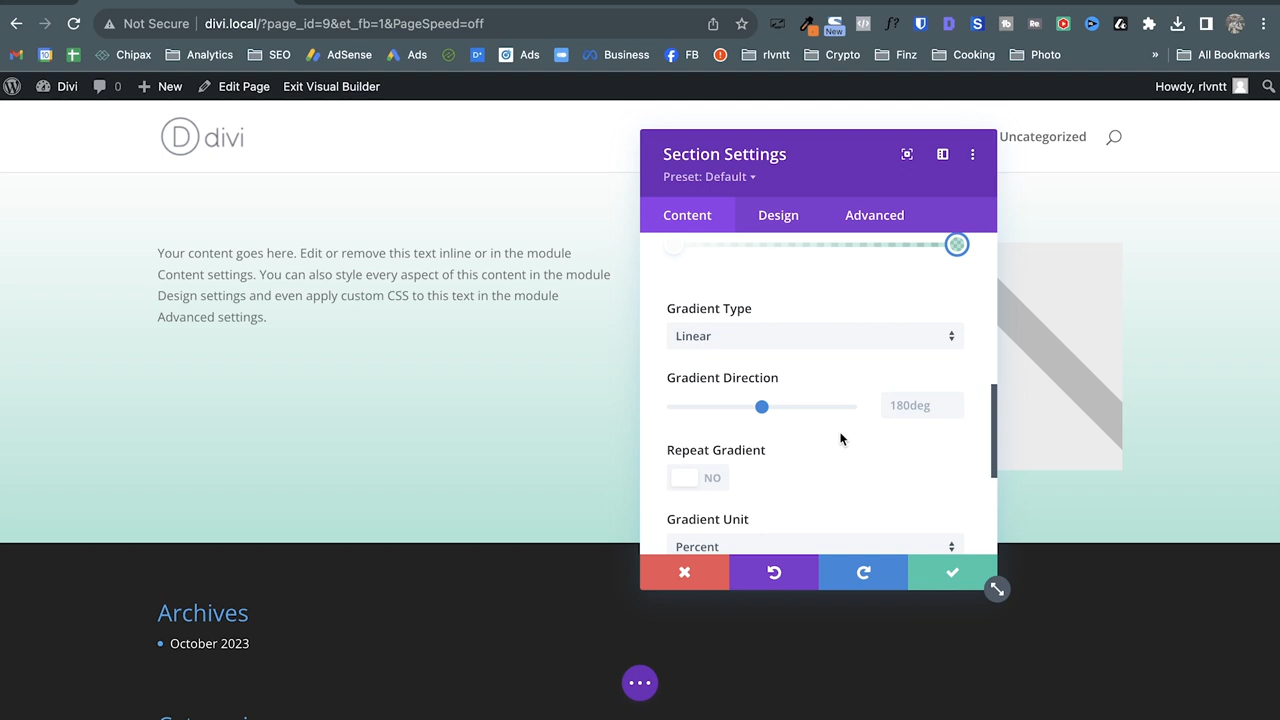 Not Secure divi.local/?page_id=9&et_fb=1&PageSpeed=off
New
Chipax Analytics SEO AdSense Ads Ads Business FB rlvntt Crypto Finz Cooking Photo » All Bookmarks
Divi 0 New Edit Page Exit Visual Builder Howdy, rlvntt
D divi
Uncategorized
Section Settings
Preset: Default
Content Design Advanced
Your content goes here. Edit or remove this text inline or in the module
Content settings. You can also style every aspect of this content in the module
Design settings and even apply custom CSS to this text in the module
Advanced settings.
Gradient Type
Linear
Gradient Direction
180deg
Repeat Gradient
NO
Gradient Unit
Percent
Archives
October 2023